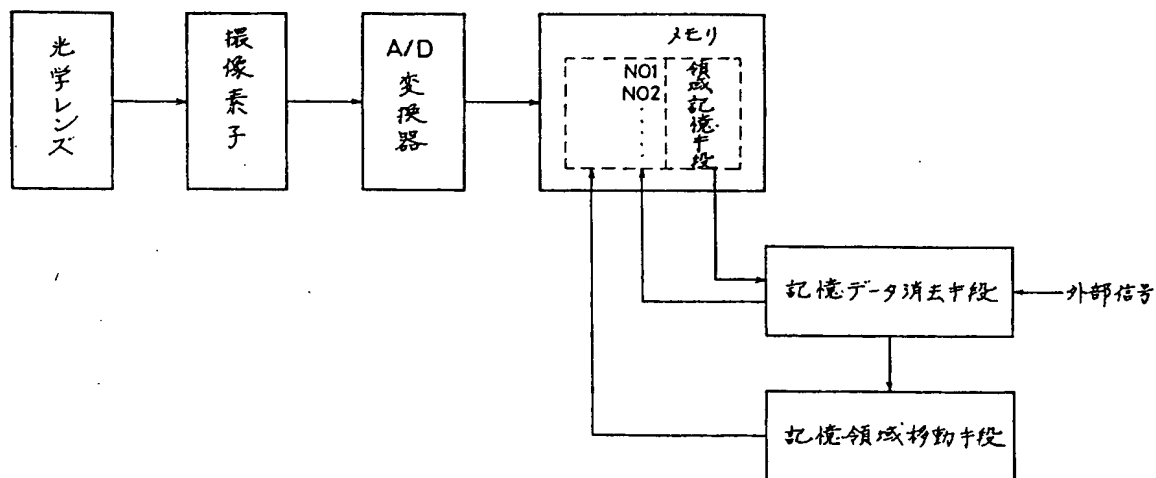 光学レンズ
撮像素子
A/D
変換器
メモリ
NO1
NO2
領域記憶手段
記憶データ消去手段
外部信号
記憶領域移動手段